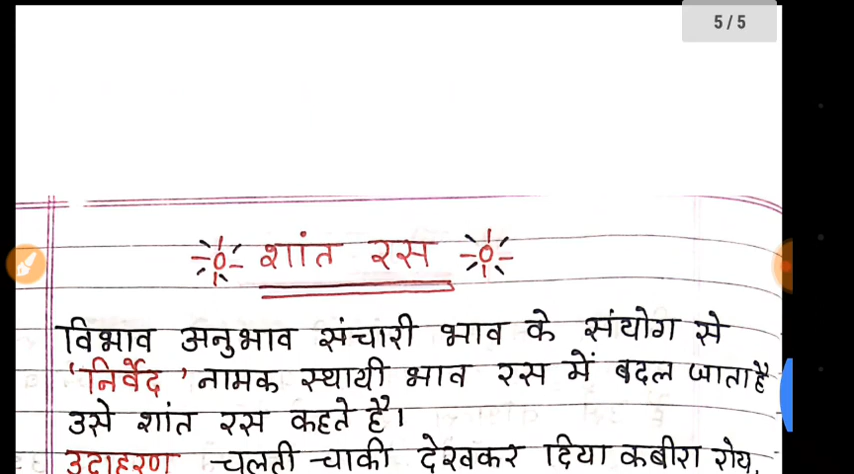 5/5
शांत रस
विभाव अनुभाव संचारी भाव के संयोग से
'निर्वेद' नामक स्थायी भाव रस में बदल जाता है
उसे शांत रस कहते हैं।
उदाहरण चलती चाकी देखकर दिया कबीरा रोय,